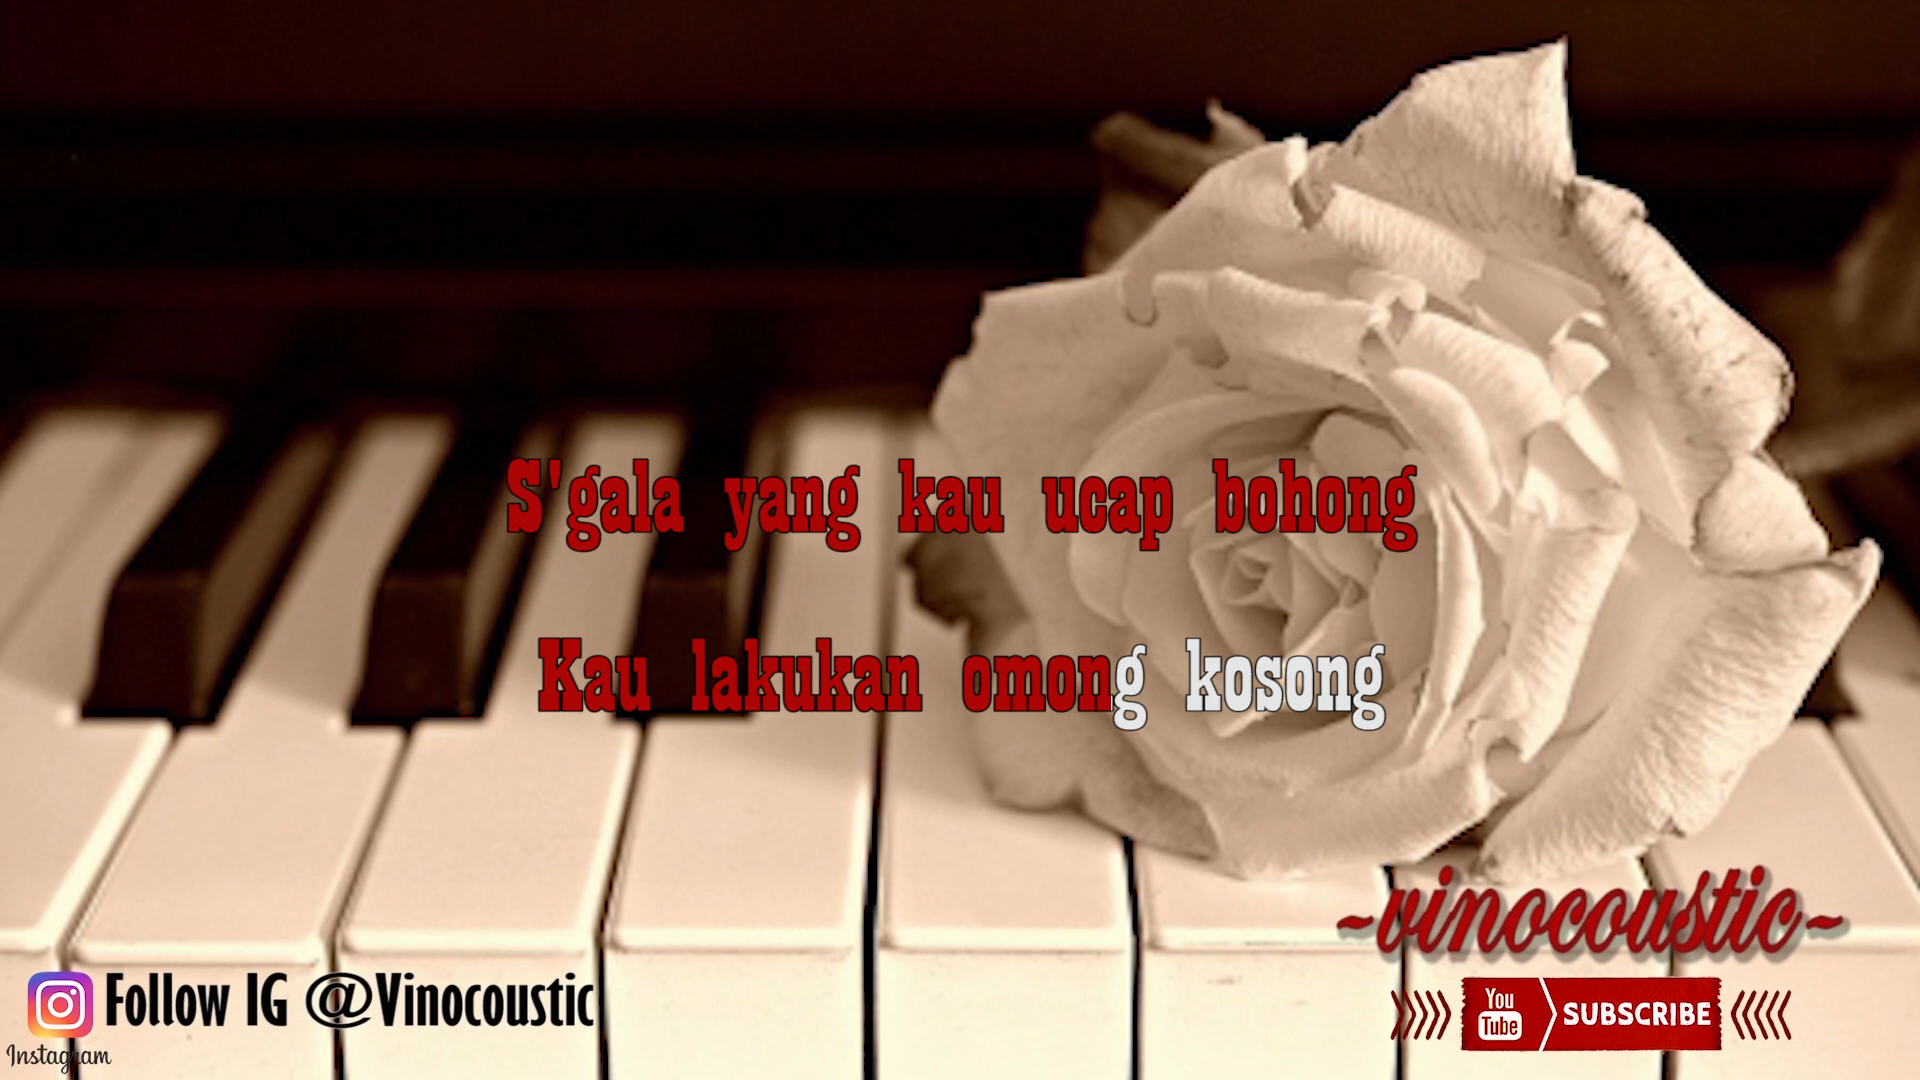 S'gala yang kau ucap bohong
Kau lakukan omong kosong
~vinocoustic~
Follow IG @Vinocoustic
Instagram
You
Tube
SUBSCRIBE